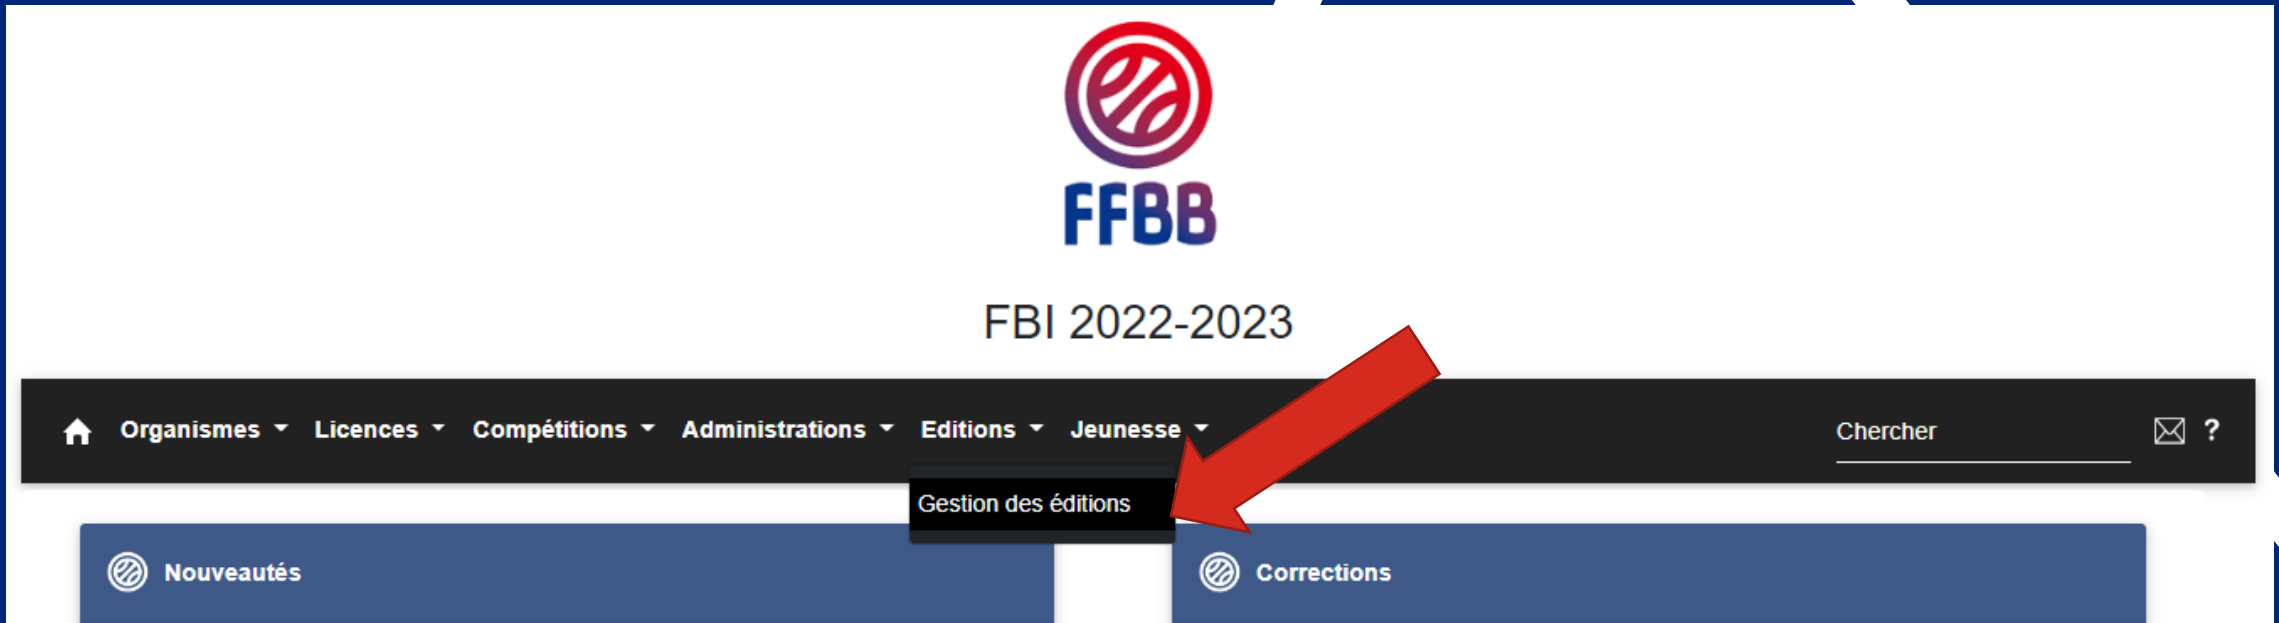 FFBB
FBI 2022-2023
Organismes Licences Compétitions Administrations Editions Jeunesse Chercher ?
Gestion des éditions
Nouveautés Corrections